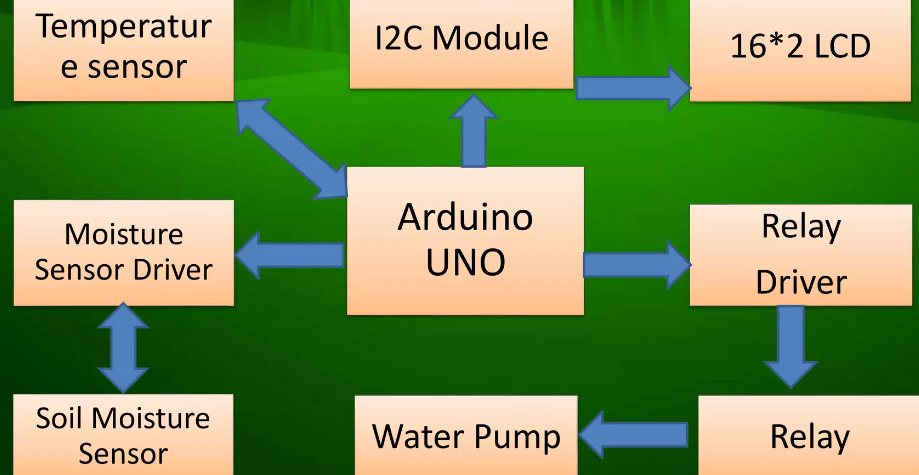 Temperatur
e sensor
I2C Module
16*2 LCD
Moisture
Sensor Driver
Arduino
UNO
Relay
Driver
Soil Moisture
Sensor
Water Pump
Relay